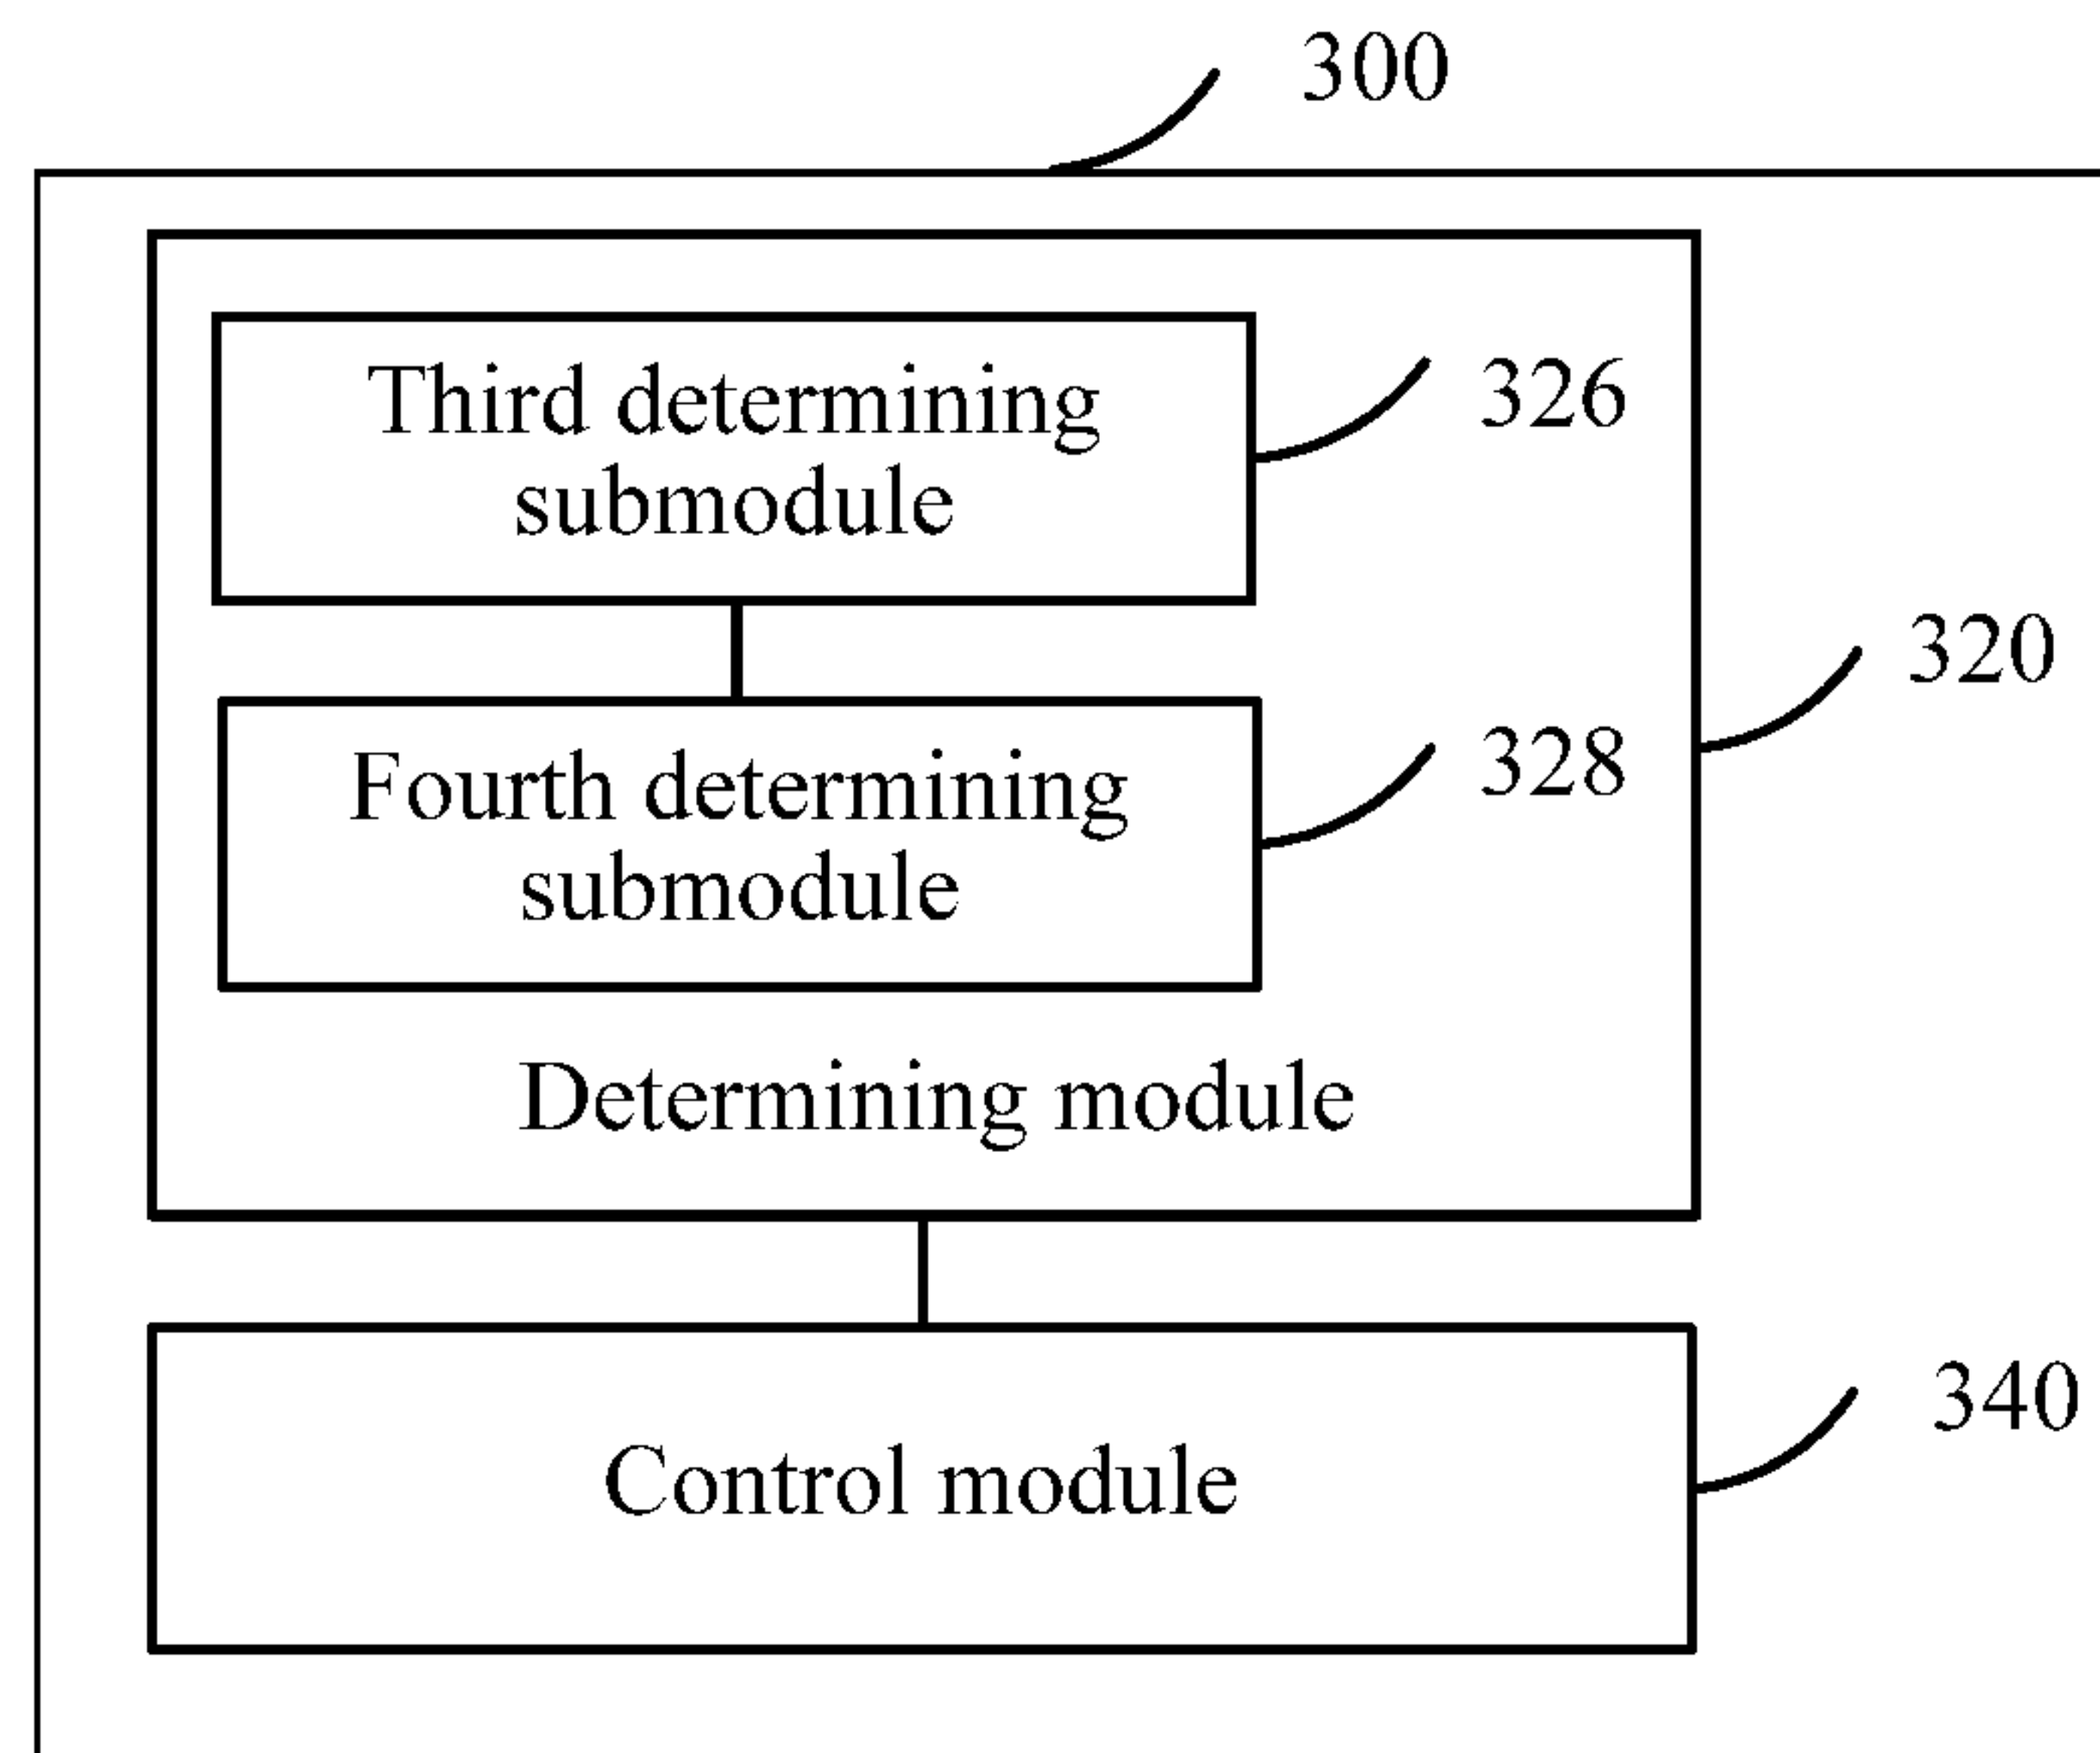 300
Third determining
submodule
326
Fourth determining
submodule
328
320
Determining module
Control module
340